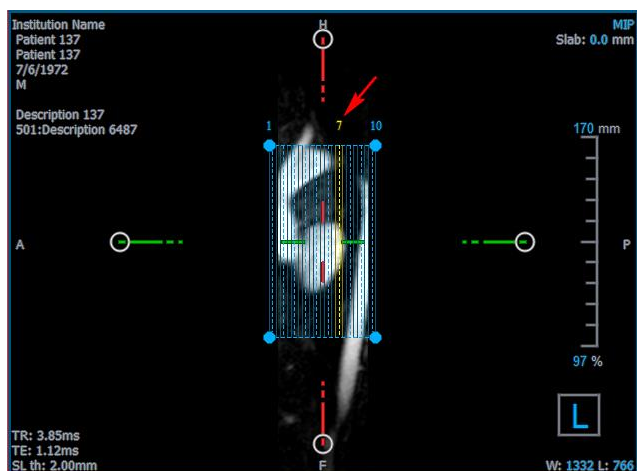 Institution Name
Patient 137
Patient 137
7/6/1972
M
Description 137
501:Description 6487
H
MIP
Slab: 0.0 mm
1
7
10
170 mm
A
P
97 %
L
TR: 3.85ms
TE: 1.12ms
SL th: 2.00mm
F
W: 1332 L: 766